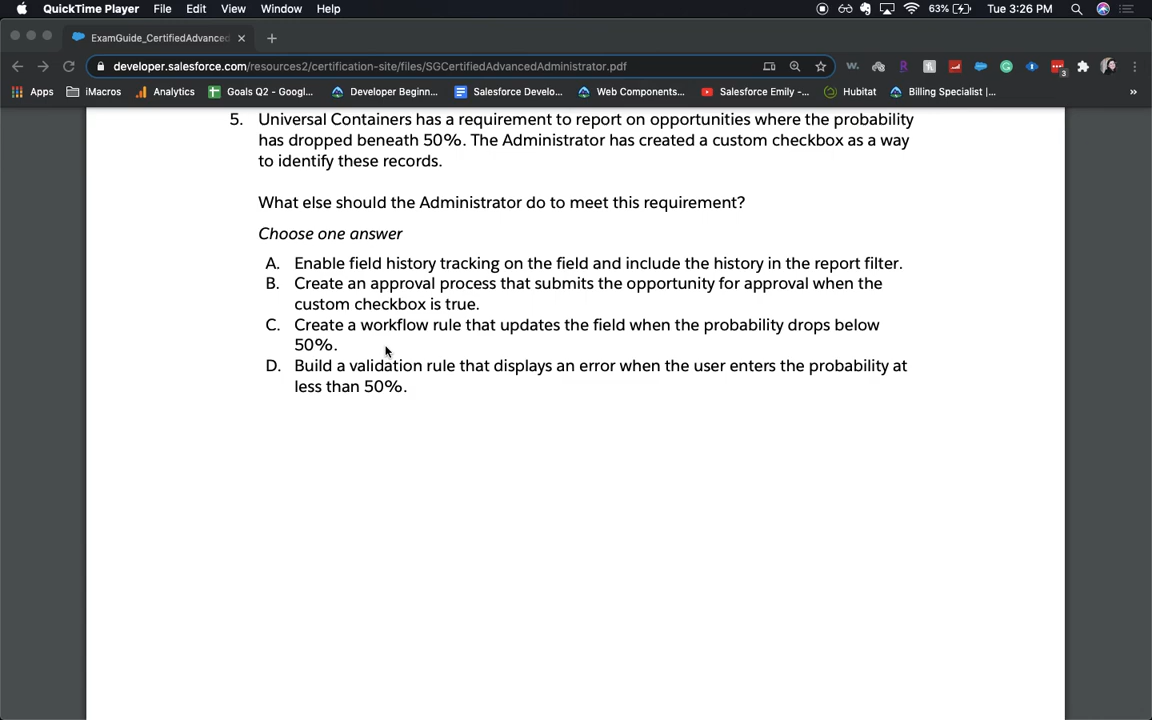 QuickTime Player File Edit View Window Help 63% Tue 3:26 PM
ExamGuide_CertifiedAdvanced
developer.salesforce.com/resources2/certification-site/files/SGCertifiedAdvancedAdministrator.pdf
Apps iMacros Analytics Goals Q2 - Googl... Developer Beginn... Salesforce Develo... Web Components... Salesforce Emily -... Hubitat Billing Specialist |... »
5. Universal Containers has a requirement to report on opportunities where the probability
has dropped beneath 50%. The Administrator has created a custom checkbox as a way
to identify these records.
What else should the Administrator do to meet this requirement?
Choose one answer
A. Enable field history tracking on the field and include the history in the report filter.
B. Create an approval process that submits the opportunity for approval when the
custom checkbox is true.
C. Create a workflow rule that updates the field when the probability drops below
50%.
D. Build a validation rule that displays an error when the user enters the probability at
less than 50%.